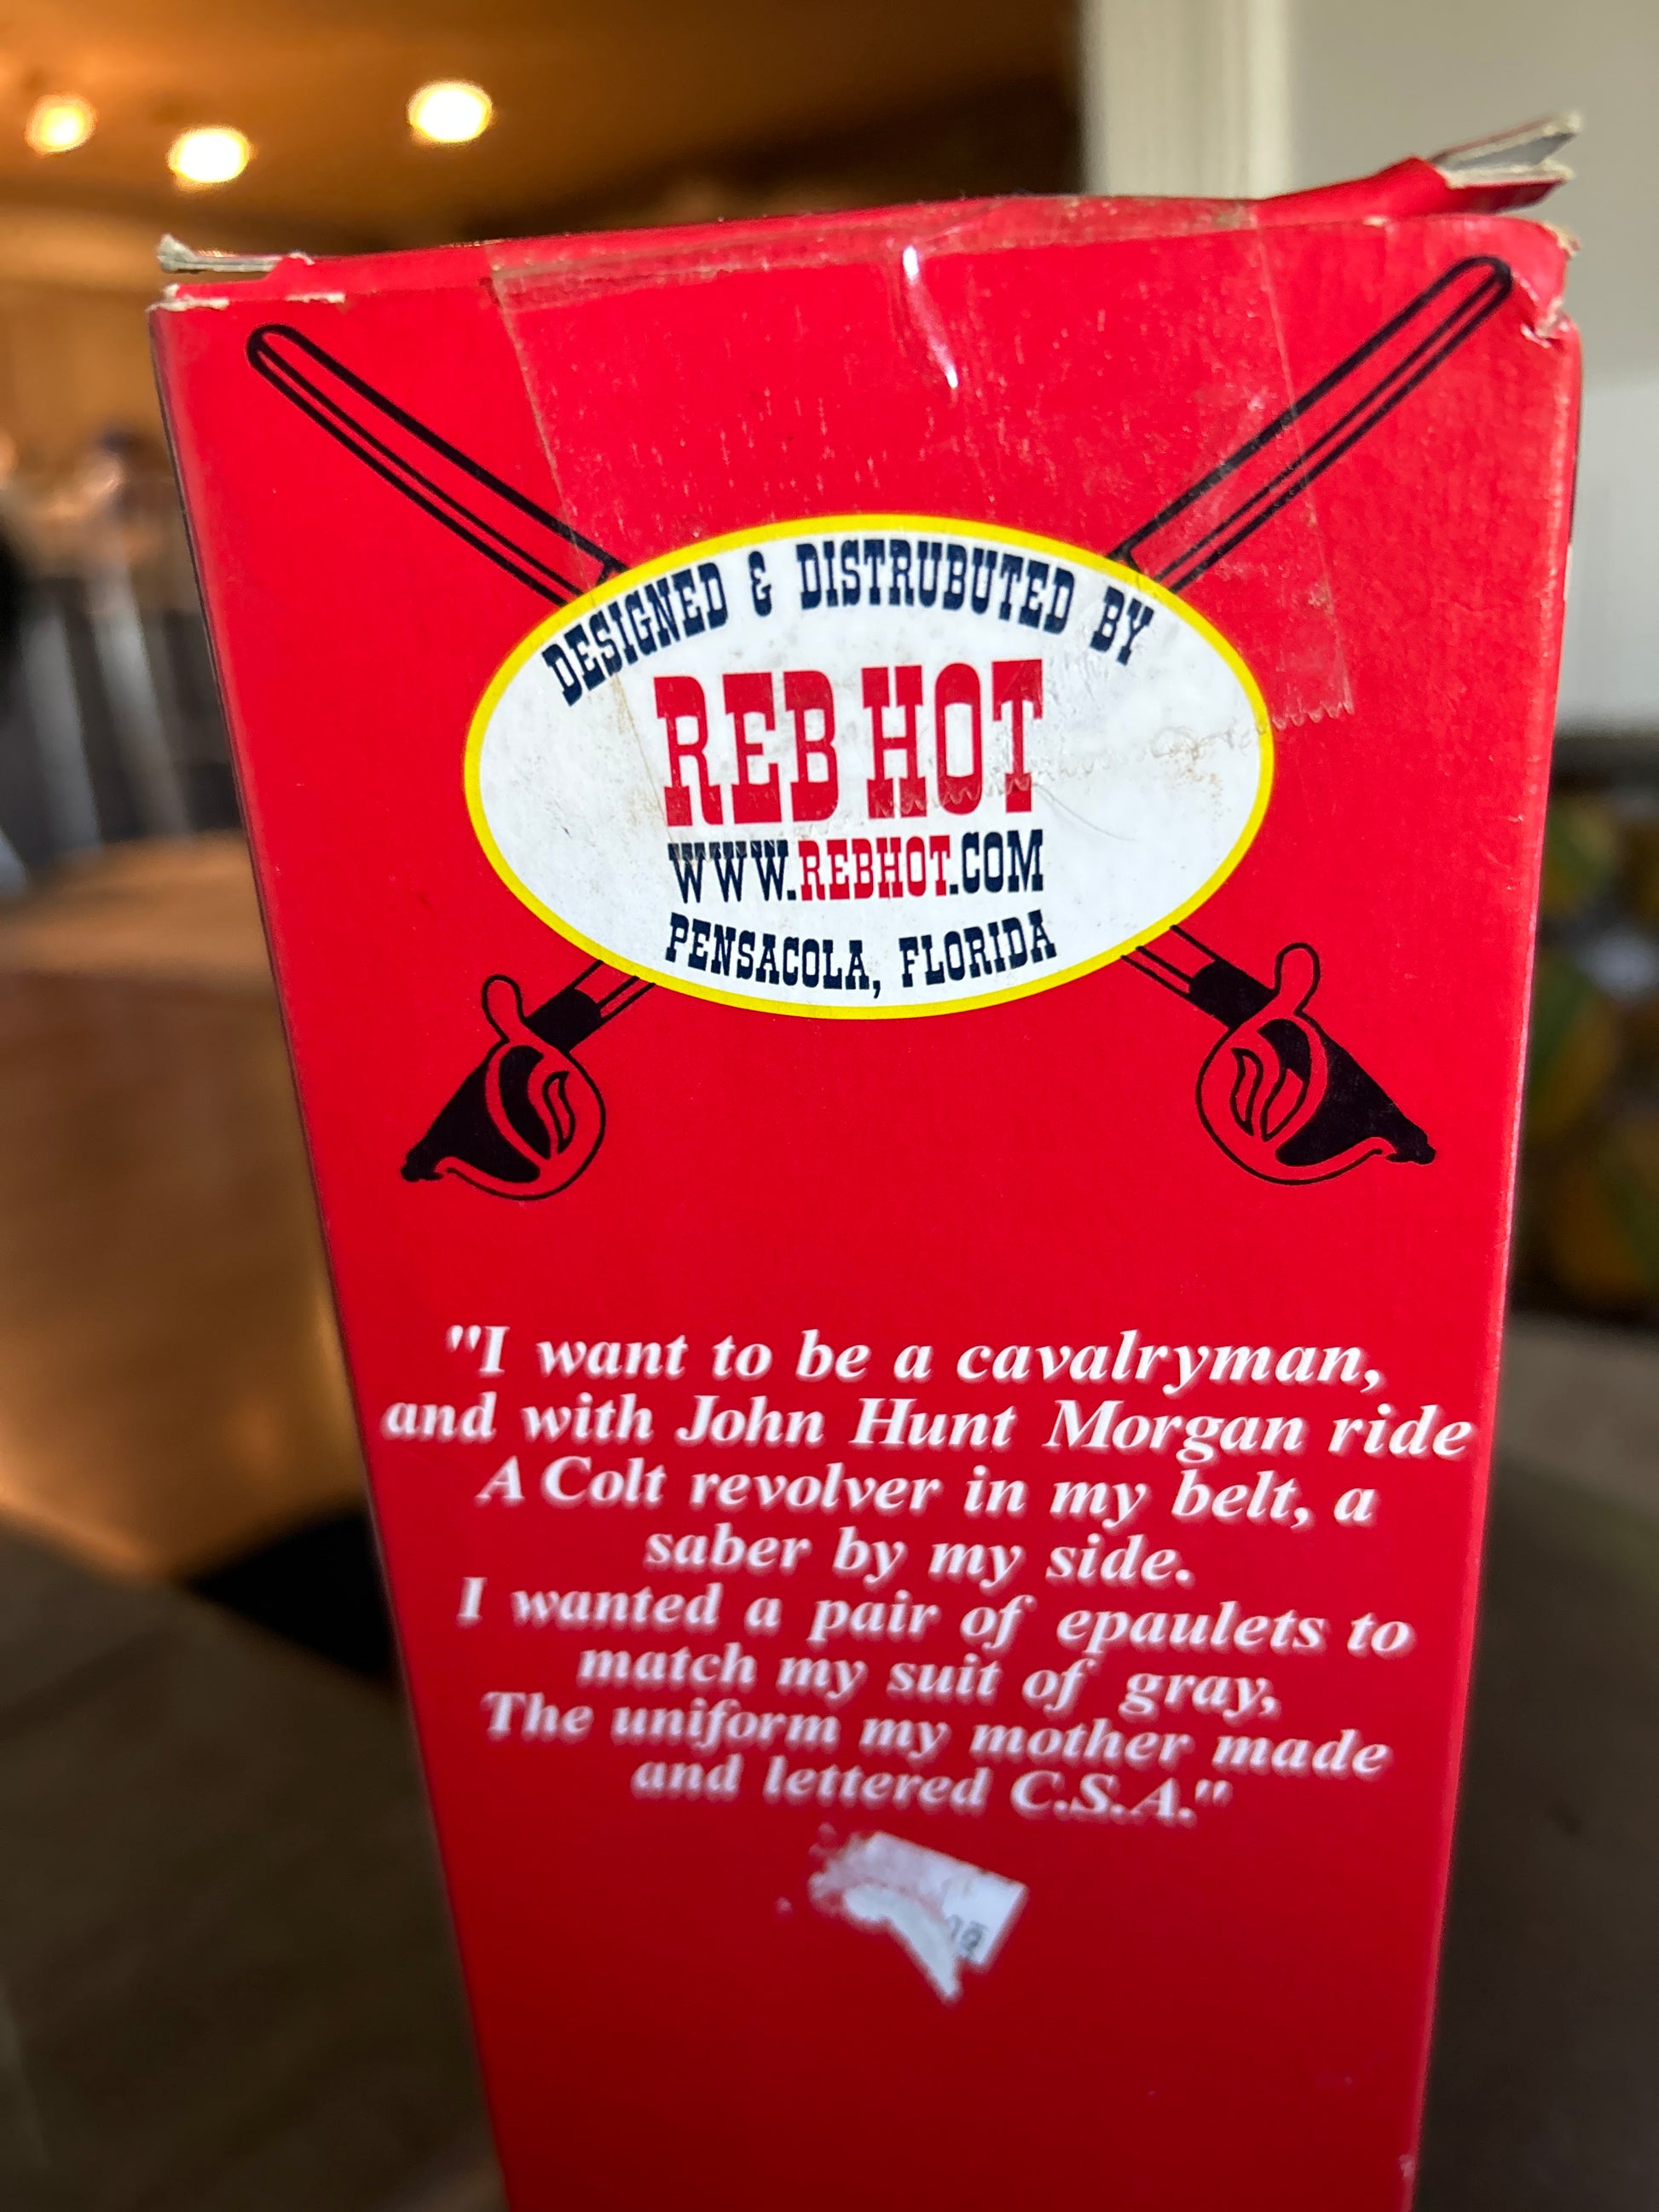 DESIGNED & DISTRUBUTED BY
REB HOT
WWW.REBHOT.COM
PENSACOLA, FLORIDA
"I want to be a cavalryman,
and with John Hunt Morgan ride
A Colt revolver in my belt, a
saber by my side.
I wanted a pair of epaulets to
match my suit of gray,
The uniform my mother made
and lettered C.S.A."